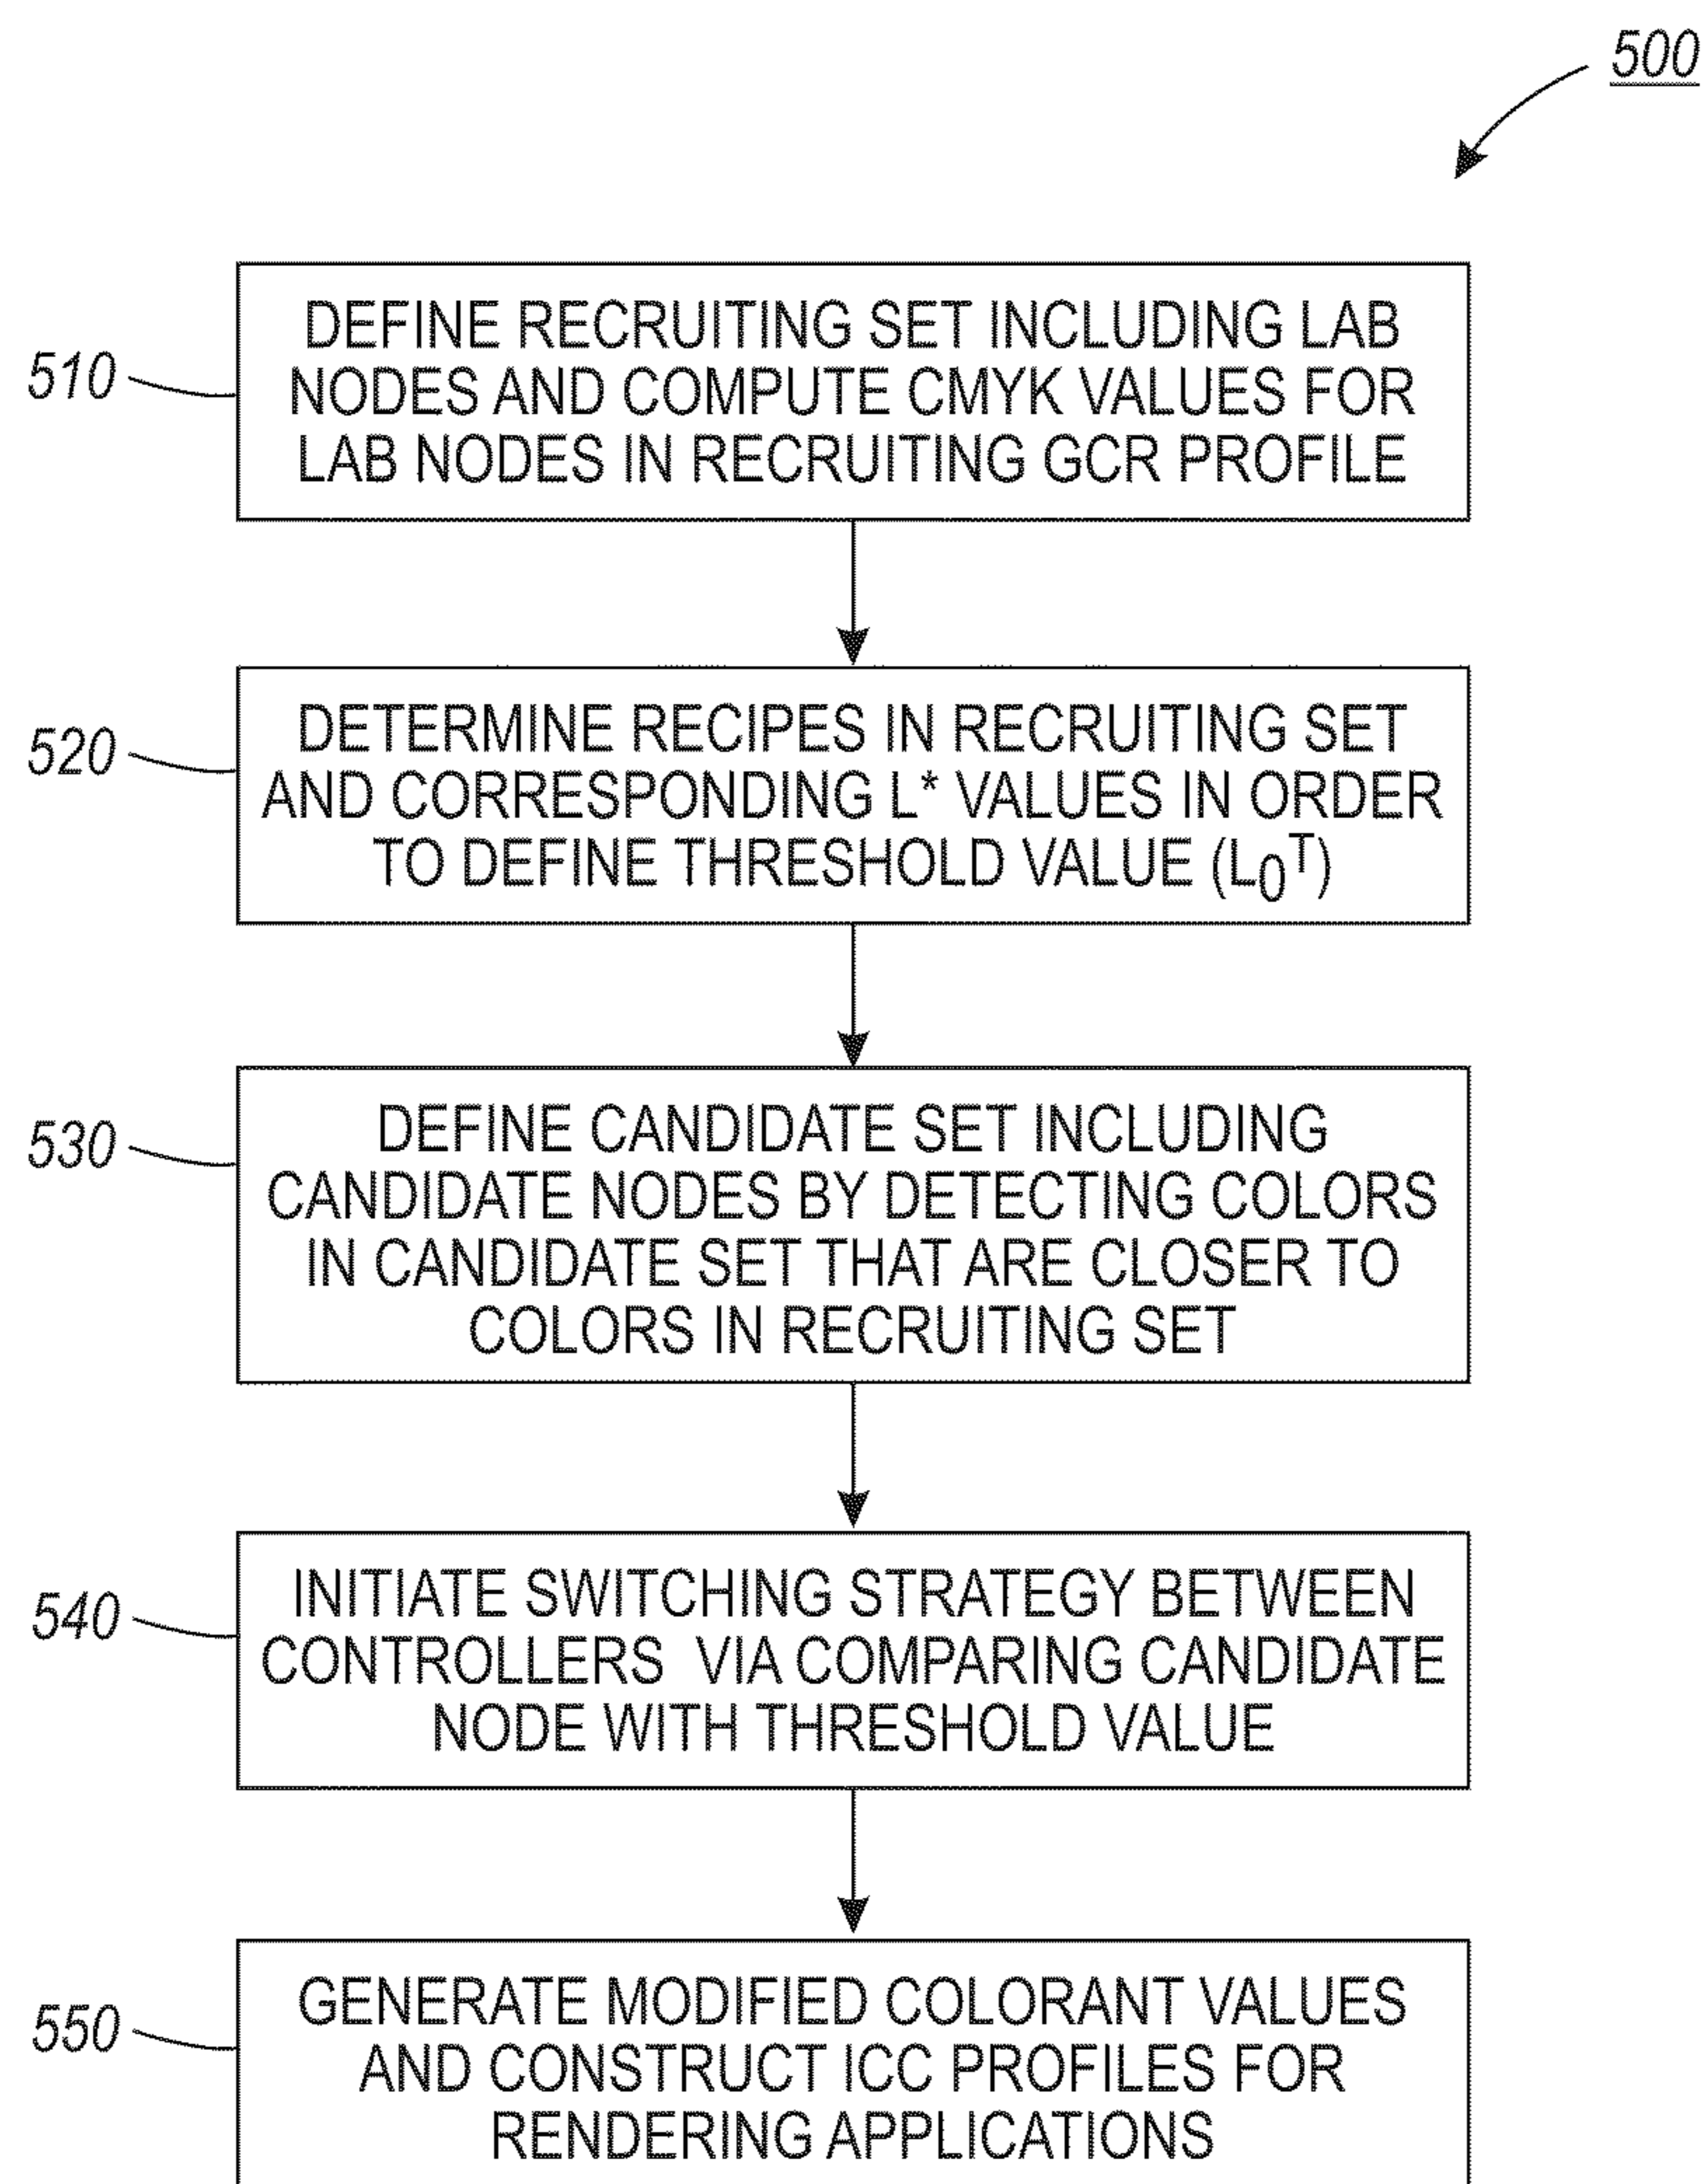 500
510
DEFINE RECRUITING SET INCLUDING LAB
NODES AND COMPUTE CMYK VALUES FOR
LAB NODES IN RECRUITING GCR PROFILE
520
DETERMINE RECIPES IN RECRUITING SET
AND CORRESPONDING L* VALUES IN ORDER
TO DEFINE THRESHOLD VALUE (L₀ᵀ)
530
DEFINE CANDIDATE SET INCLUDING
CANDIDATE NODES BY DETECTING COLORS
IN CANDIDATE SET THAT ARE CLOSER TO
COLORS IN RECRUITING SET
540
INITIATE SWITCHING STRATEGY BETWEEN
CONTROLLERS VIA COMPARING CANDIDATE
NODE WITH THRESHOLD VALUE
550
GENERATE MODIFIED COLORANT VALUES
AND CONSTRUCT ICC PROFILES FOR
RENDERING APPLICATIONS